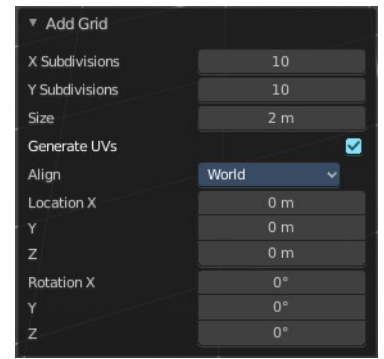 Add Grid
X Subdivisions 10
Y Subdivisions 10
Size 2 m
Generate UVs
Align World
Location X 0 m
Y 0 m
Z 0 m
Rotation X 0°
Y 0°
Z 0°